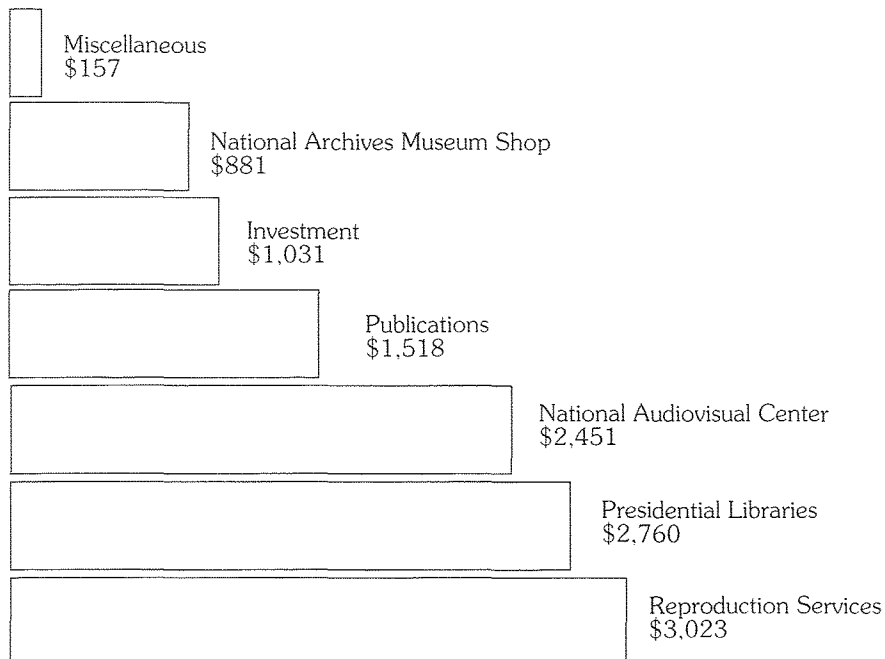 Miscellaneous
$157
National Archives Museum Shop
$881
Investment
$1,031
Publications
$1,518
National Audiovisual Center
$2,451
Presidential Libraries
$2,760
Reproduction Services
$3,023